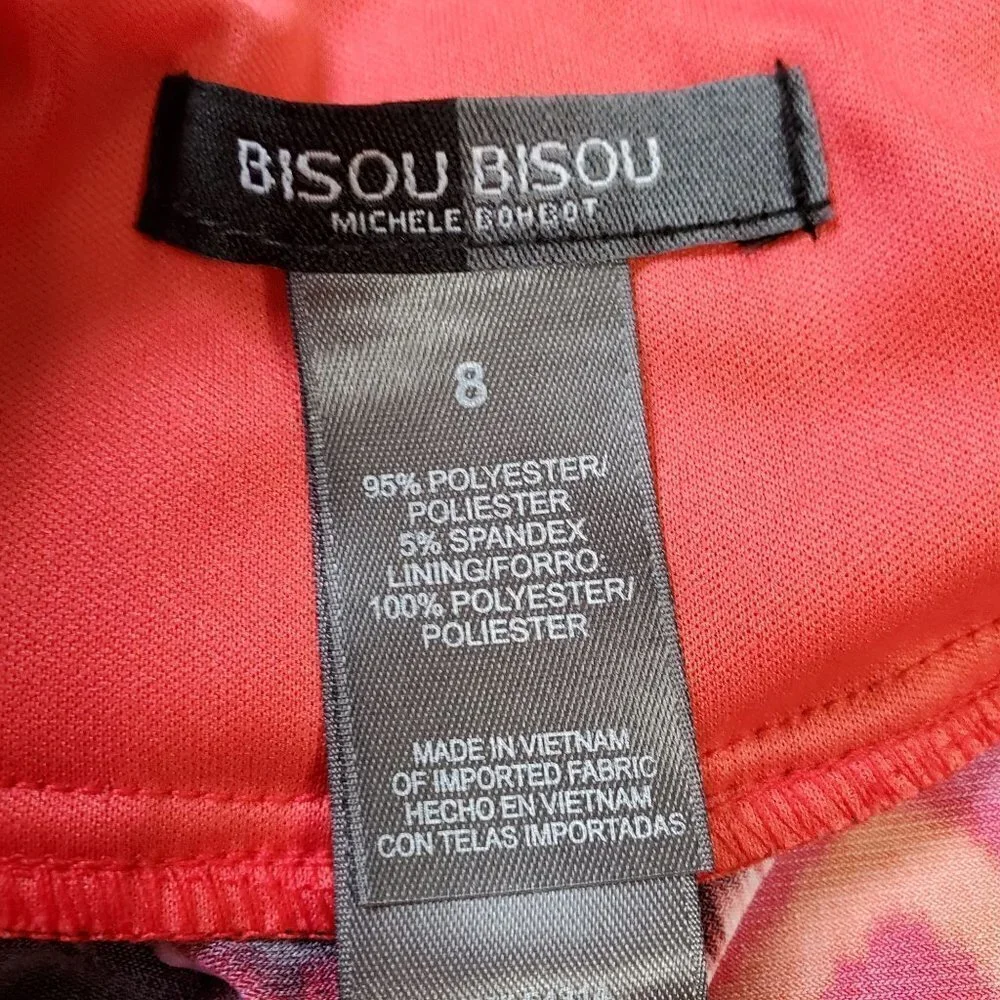 BISOU BISOU
MICHELE BOHBOT
8
95% POLYESTER/
POLIESTER
5% SPANDEX
LINING/FORRO:
100% POLYESTER/
POLIESTER
MADE IN VIETNAM
OF IMPORTED FABRIC
HECHO EN VIETNAM
CON TELAS IMPORTADAS